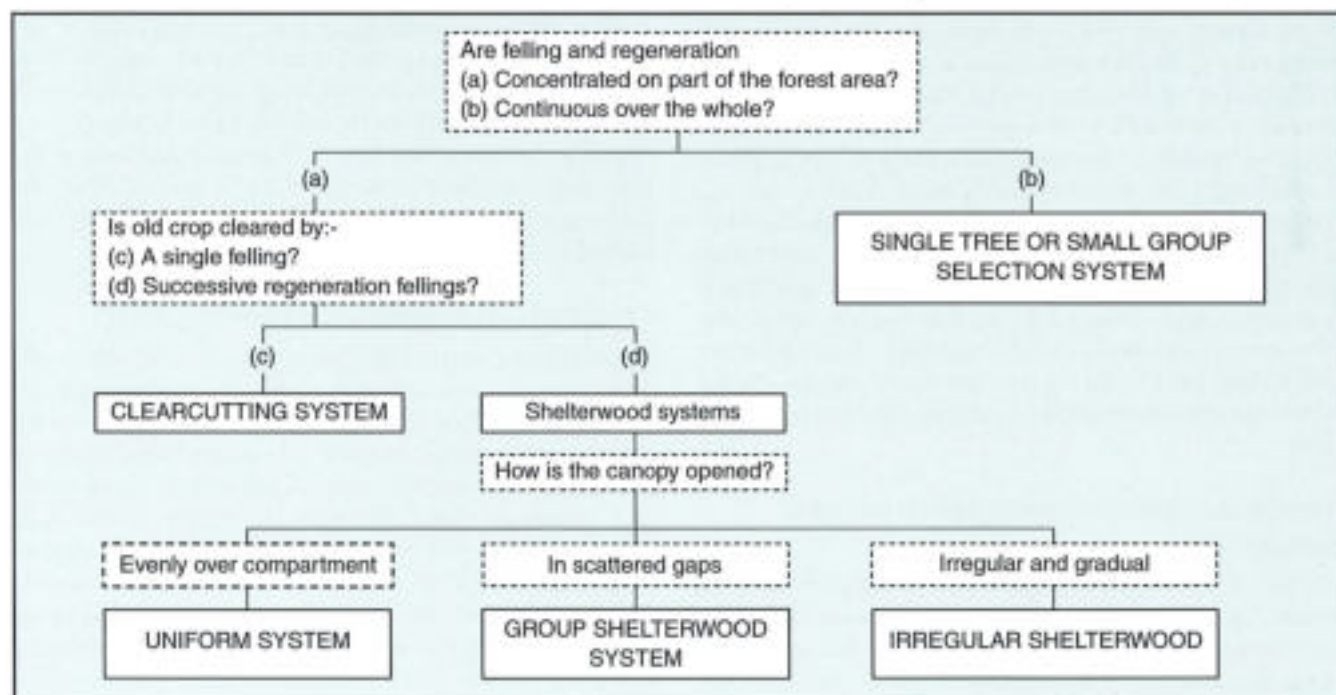 Are felling and regeneration
(a) Concentrated on part of the forest area?
(b) Continuous over the whole?
(a)
(b)
Is old crop cleared by:-
(c) A single felling?
(d) Successive regeneration fellings?
SINGLE TREE OR SMALL GROUP
SELECTION SYSTEM
(c)
(d)
CLEARCUTTING SYSTEM
Shelterwood systems
How is the canopy opened?
Evenly over compartment
In scattered gaps
Irregular and gradual
UNIFORM SYSTEM
GROUP SHELTERWOOD
SYSTEM
IRREGULAR SHELTERWOOD